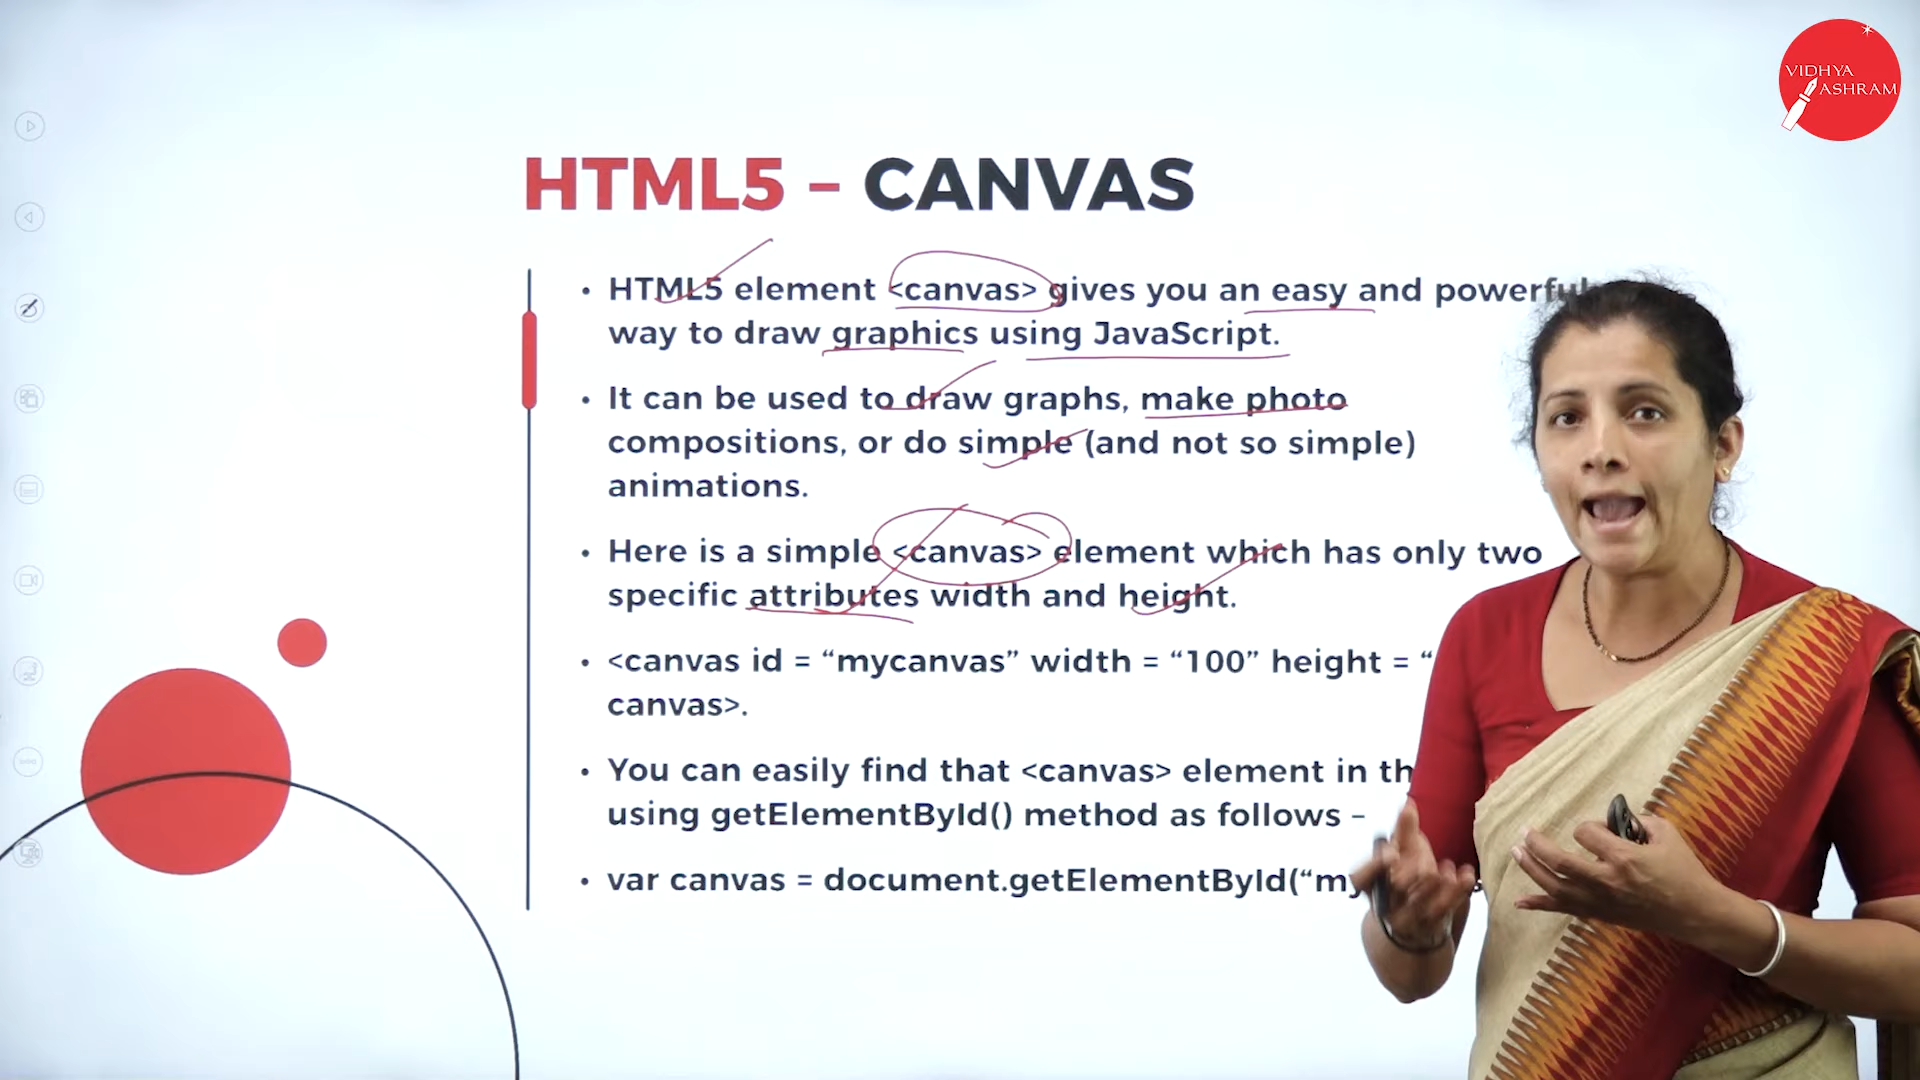 VIDHYA
ASHRAM
HTML5 – CANVAS
• HTML5 element <canvas> gives you an easy and powerful
way to draw graphics using JavaScript.
• It can be used to draw graphs, make photo
compositions, or do simple (and not so simple)
animations.
• Here is a simple <canvas> element which has only two
specific attributes width and height.
• <canvas id = “mycanvas” width = “100” height = “
canvas>.
• You can easily find that <canvas> element in
using getElementById() method as follows –
• var canvas = document.getElementById(“my